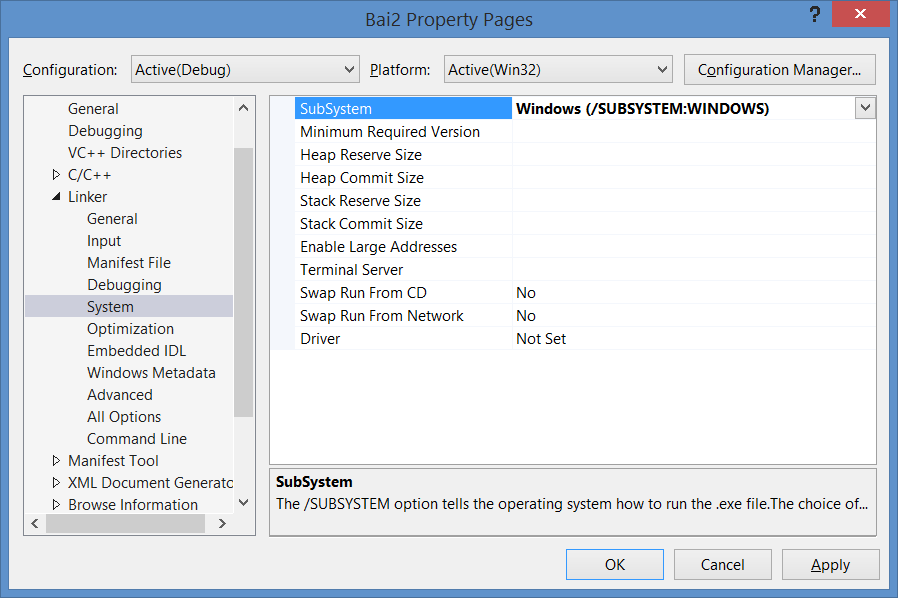 Bai2 Property Pages
?
Configuration: Active(Debug) Platform: Active(Win32) Configuration Manager...
General
Debugging
VC++ Directories
C/C++
Linker
General
Input
Manifest File
Debugging
System
Optimization
Embedded IDL
Windows Metadata
Advanced
All Options
Command Line
Manifest Tool
XML Document Generato
Browse Information
SubSystem Windows (/SUBSYSTEM:WINDOWS)
Minimum Required Version
Heap Reserve Size
Heap Commit Size
Stack Reserve Size
Stack Commit Size
Enable Large Addresses
Terminal Server
Swap Run From CD No
Swap Run From Network No
Driver Not Set
SubSystem
The /SUBSYSTEM option tells the operating system how to run the .exe file.The choice of...
OK Cancel Apply